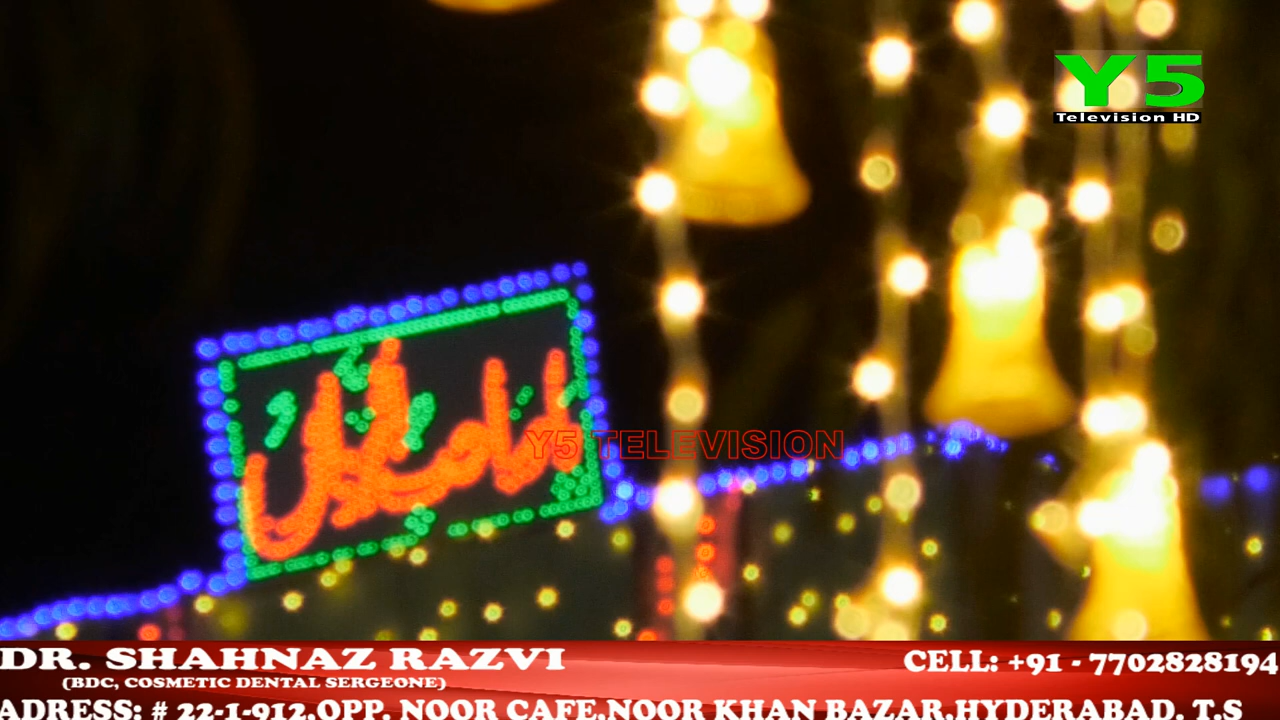 Y5
Television HD
Y5 TELEVISION
DR. SHAHNAZ RAZVI
(BDC, COSMETIC DENTAL SERGEONE)
CELL: +91 - 7702828194
ADRESS: # 22-1-912,OPP. NOOR CAFE,NOOR KHAN BAZAR,HYDERABAD, T.S